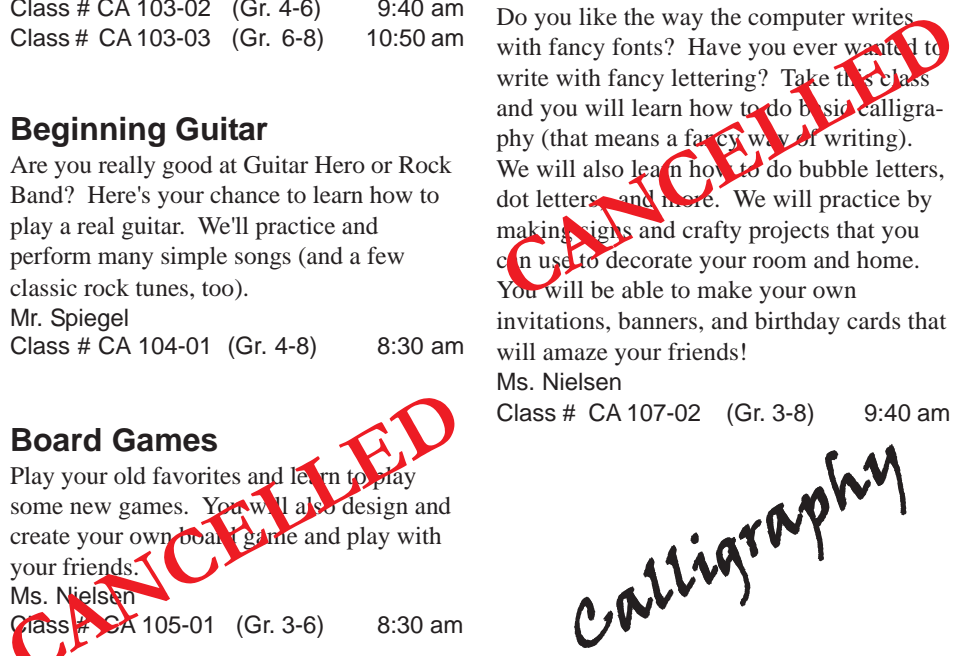 Class # CA 103-02 (Gr. 4-6) 9:40 am
Class # CA 103-03 (Gr. 6-8) 10:50 am
Beginning Guitar
Are you really good at Guitar Hero or Rock
Band? Here's your chance to learn how to
play a real guitar. We'll practice and
perform many simple songs (and a few
classic rock tunes, too).
Mr. Spiegel
Class # CA 104-01 (Gr. 4-8) 8:30 am
Board Games
Play your old favorites and learn to play
some new games. You will also design and
create your own board game and play with
your friends.
Ms. Nielsen
Class # CA 105-01 (Gr. 3-6) 8:30 am
CANCELLED
Do you like the way the computer writes
with fancy fonts? Have you ever wanted to
write with fancy lettering? Take this class
and you will learn how to do basic calligra-
phy (that means a fancy way of writing).
We will also learn how to do bubble letters,
dot letters, and more. We will practice by
making signs and crafty projects that you
can use to decorate your room and home.
You will be able to make your own
invitations, banners, and birthday cards that
will amaze your friends!
Ms. Nielsen
Class # CA 107-02 (Gr. 3-8) 9:40 am
CANCELLED
Calligraphy